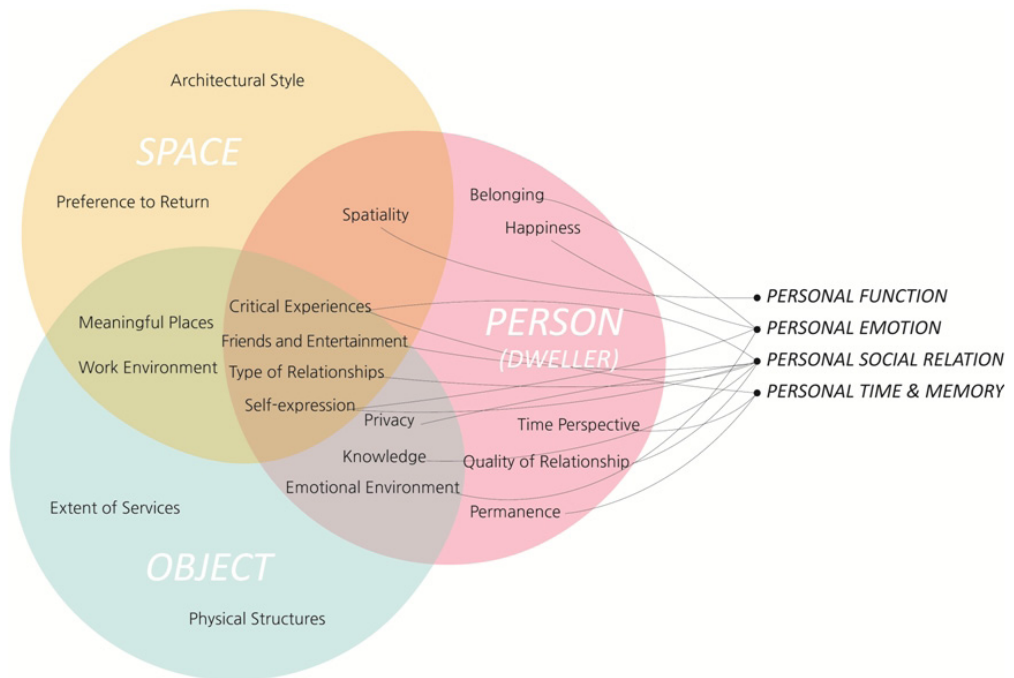 Architectural Style
SPACE
Preference to Return
Spatiality
Belonging
Happiness
Meaningful Places
Work Environment
Critical Experiences
Friends and Entertainment
Type of Relationships
Self-expression
PERSON
(DWELLER)
Privacy
Knowledge
Emotional Environment
Time Perspective
Quality of Relationship
Permanence
Extent of Services
OBJECT
Physical Structures
PERSONAL FUNCTION
PERSONAL EMOTION
PERSONAL SOCIAL RELATION
PERSONAL TIME & MEMORY